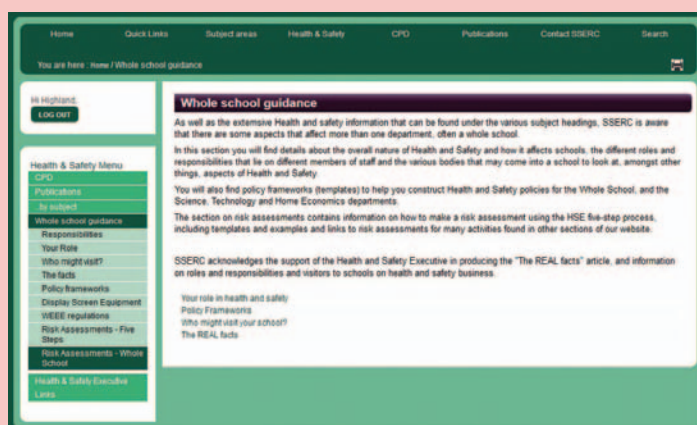 Home Quick Links Subject areas Health & Safety CPD Publications Contact SSERC Search
You are here : Home / Whole school guidance
Hi Highland,
LOG OUT
Health & Safety Menu
CPD
Publications
...by subject
Whole school guidance
Responsibilities
Your Role
Who might visit?
The facts
Policy frameworks
Display Screen Equipment
WEEE regulations
Risk Assessments - Five
Steps
Risk Assessments - Whole
School
Health & Safety Executive
Links
Whole school guidance
As well as the extemsive Health and safety information that can be found under the various subject headings, SSERC is aware
that there are some aspects that affect more than one department, often a whole school.
In this section you will find details about the overall nature of Health and Safety and how it affects schools, the different roles and
responsibilities that lie on different members of staff and the various bodies that may come into a school to look at, amongst other
things, aspects of Health and Safety.
You will also find policy frameworks (templates) to help you construct Health and Safety policies for the Whole School, and the
Science, Technology and Home Economics departments.
The section on risk assessments contains information on how to make a risk assessment using the HSE five-step process,
including templates and examples and links to risk assessments for many activities found in other sections of our website.
SSERC acknowledges the support of the Health and Safety Executive in producing the "The REAL facts" article, and information
on roles and responsibilities and visitors to schools on health and safety business.
Your role in health and safety
Policy Frameworks
Who might visit your school?
The REAL facts